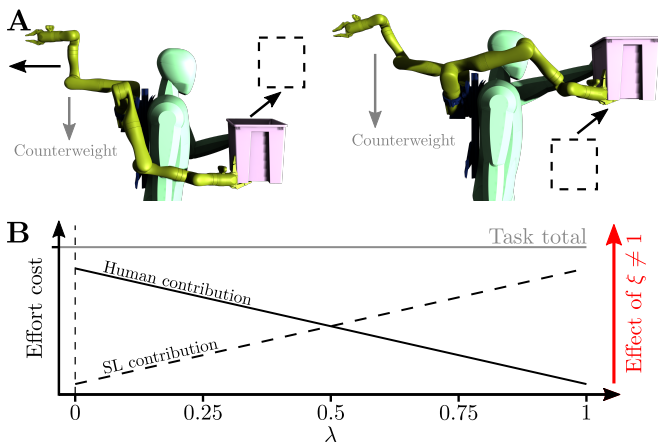 A
Counterweight
Counterweight
B
Task total
Human contribution
SL contribution
Effort cost
Effect of ξ ≠ 1
0
0.25
0.5
0.75
1
λ